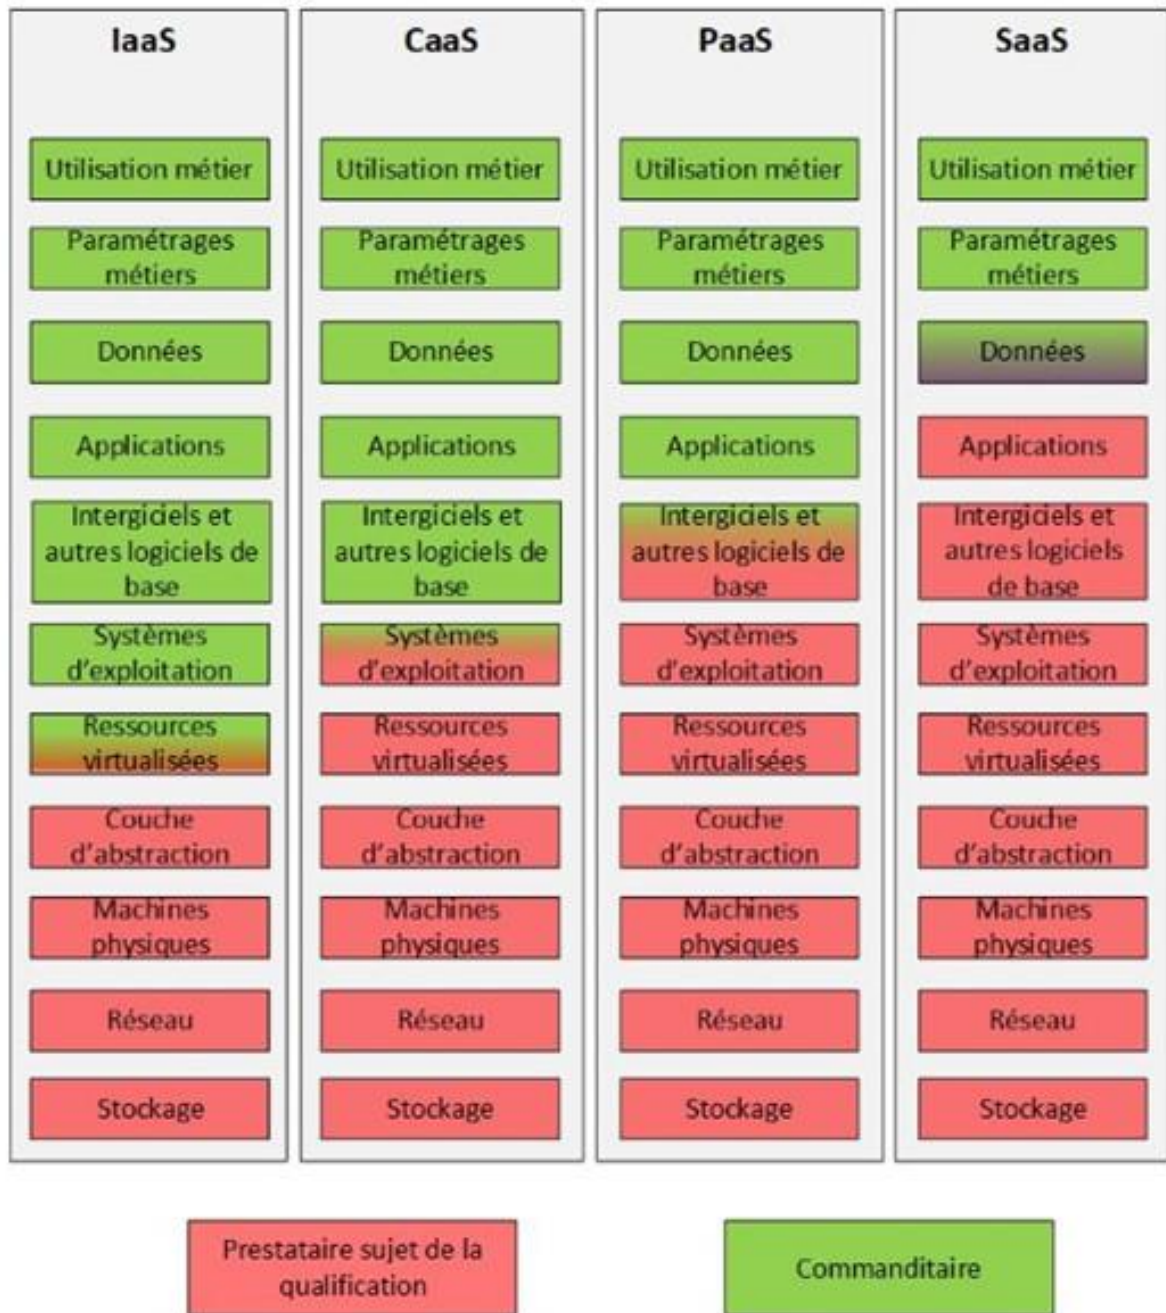 IaaS
Utilisation métier
Paramétrages
métiers
Données
Applications
Intergiciels et
autres logiciels de
base
Systèmes
d'exploitation
Ressources
virtualisées
Couche
d'abstraction
Machines
physiques
Réseau
Stockage
CaaS
Utilisation métier
Paramétrages
métiers
Données
Applications
Intergiciels et
autres logiciels de
base
Systèmes
d'exploitation
Ressources
virtualisées
Couche
d'abstraction
Machines
physiques
Réseau
Stockage
PaaS
Utilisation métier
Paramétrages
métiers
Données
Applications
Intergiciels et
autres logiciels de
base
Systèmes
d'exploitation
Ressources
virtualisées
Couche
d'abstraction
Machines
physiques
Réseau
Stockage
SaaS
Utilisation métier
Paramétrages
métiers
Données
Applications
Intergiciels et
autres logiciels
de base
Systèmes
d'exploitation
Ressources
virtualisées
Couche
d'abstraction
Machines
physiques
Réseau
Stockage
Prestataire sujet de la
qualification
Commanditaire